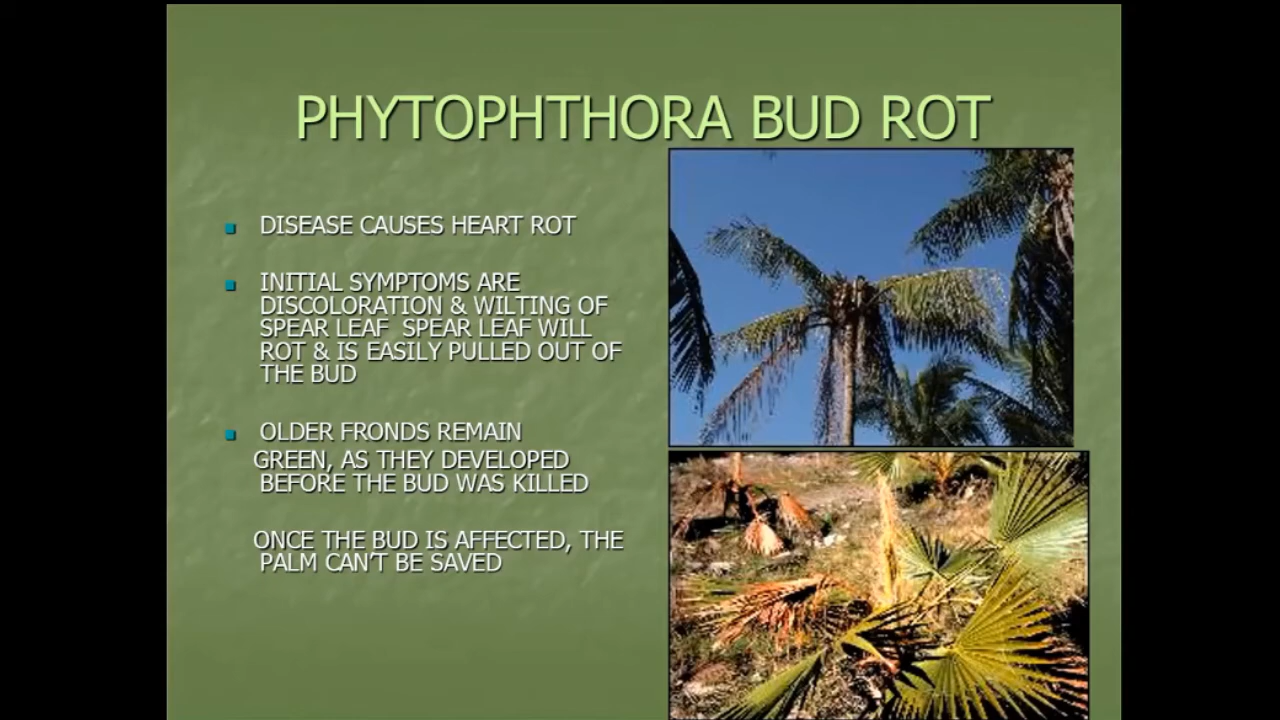 PHYTOPHTHORA BUD ROT
DISEASE CAUSES HEART ROT
INITIAL SYMPTOMS ARE
DISCOLORATION & WILTING OF
SPEAR LEAF  SPEAR LEAF WILL
ROT & IS EASILY PULLED OUT OF
THE BUD
OLDER FRONDS REMAIN
GREEN, AS THEY DEVELOPED
BEFORE THE BUD WAS KILLED
ONCE THE BUD IS AFFECTED, THE
PALM CAN'T BE SAVED